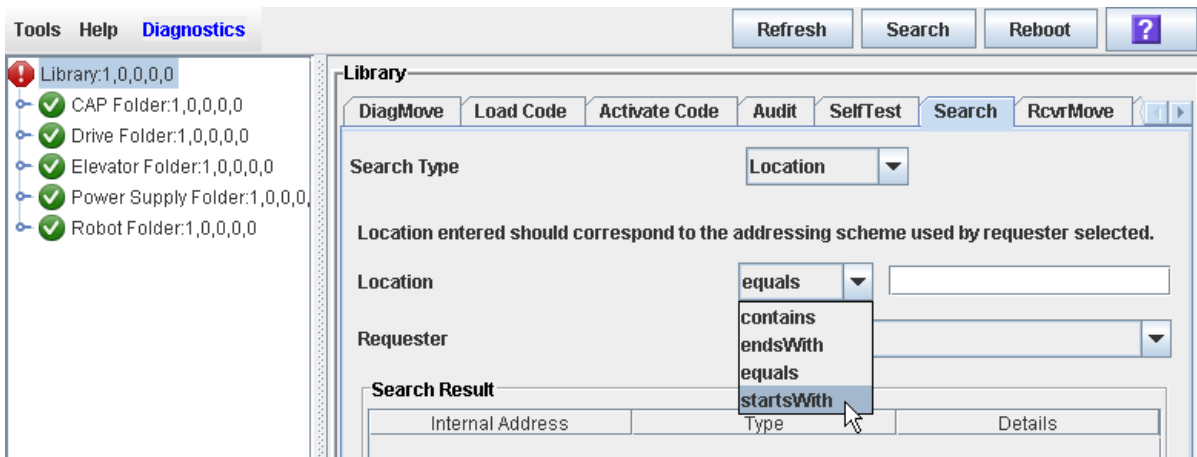 Tools Help Diagnostics Refresh Search Reboot ?
Library:1,0,0,0,0
CAP Folder:1,0,0,0,0
Drive Folder:1,0,0,0,0
Elevator Folder:1,0,0,0,0
Power Supply Folder:1,0,0,0,
Robot Folder:1,0,0,0,0
Library
DiagMove Load Code Activate Code Audit SelfTest Search RcvrMove
Search Type Location
Location entered should correspond to the addressing scheme used by requester selected.
Location equals
contains
Requester
endsWith
equals
startsWith
Search Result
Internal Address Type Details